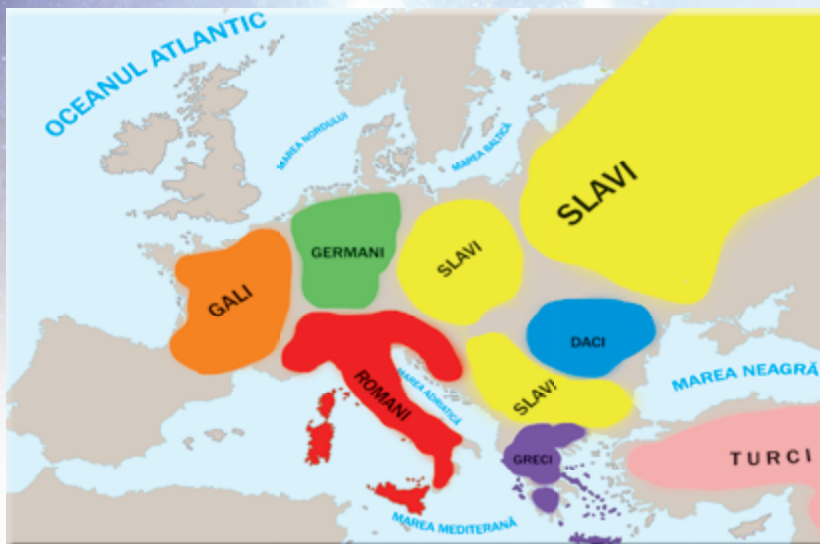 OCEANUL ATLANTIC
MAREA NORDULUI
MAREA BALTICĂ
SLAVI
GERMANI
SLAVI
GALI
DACI
MAREA NEAGRĂ
ROMANI
MAREA ADRIATICĂ
SLAVI
GRECI
TURCI
MAREA MEDITERANĂ